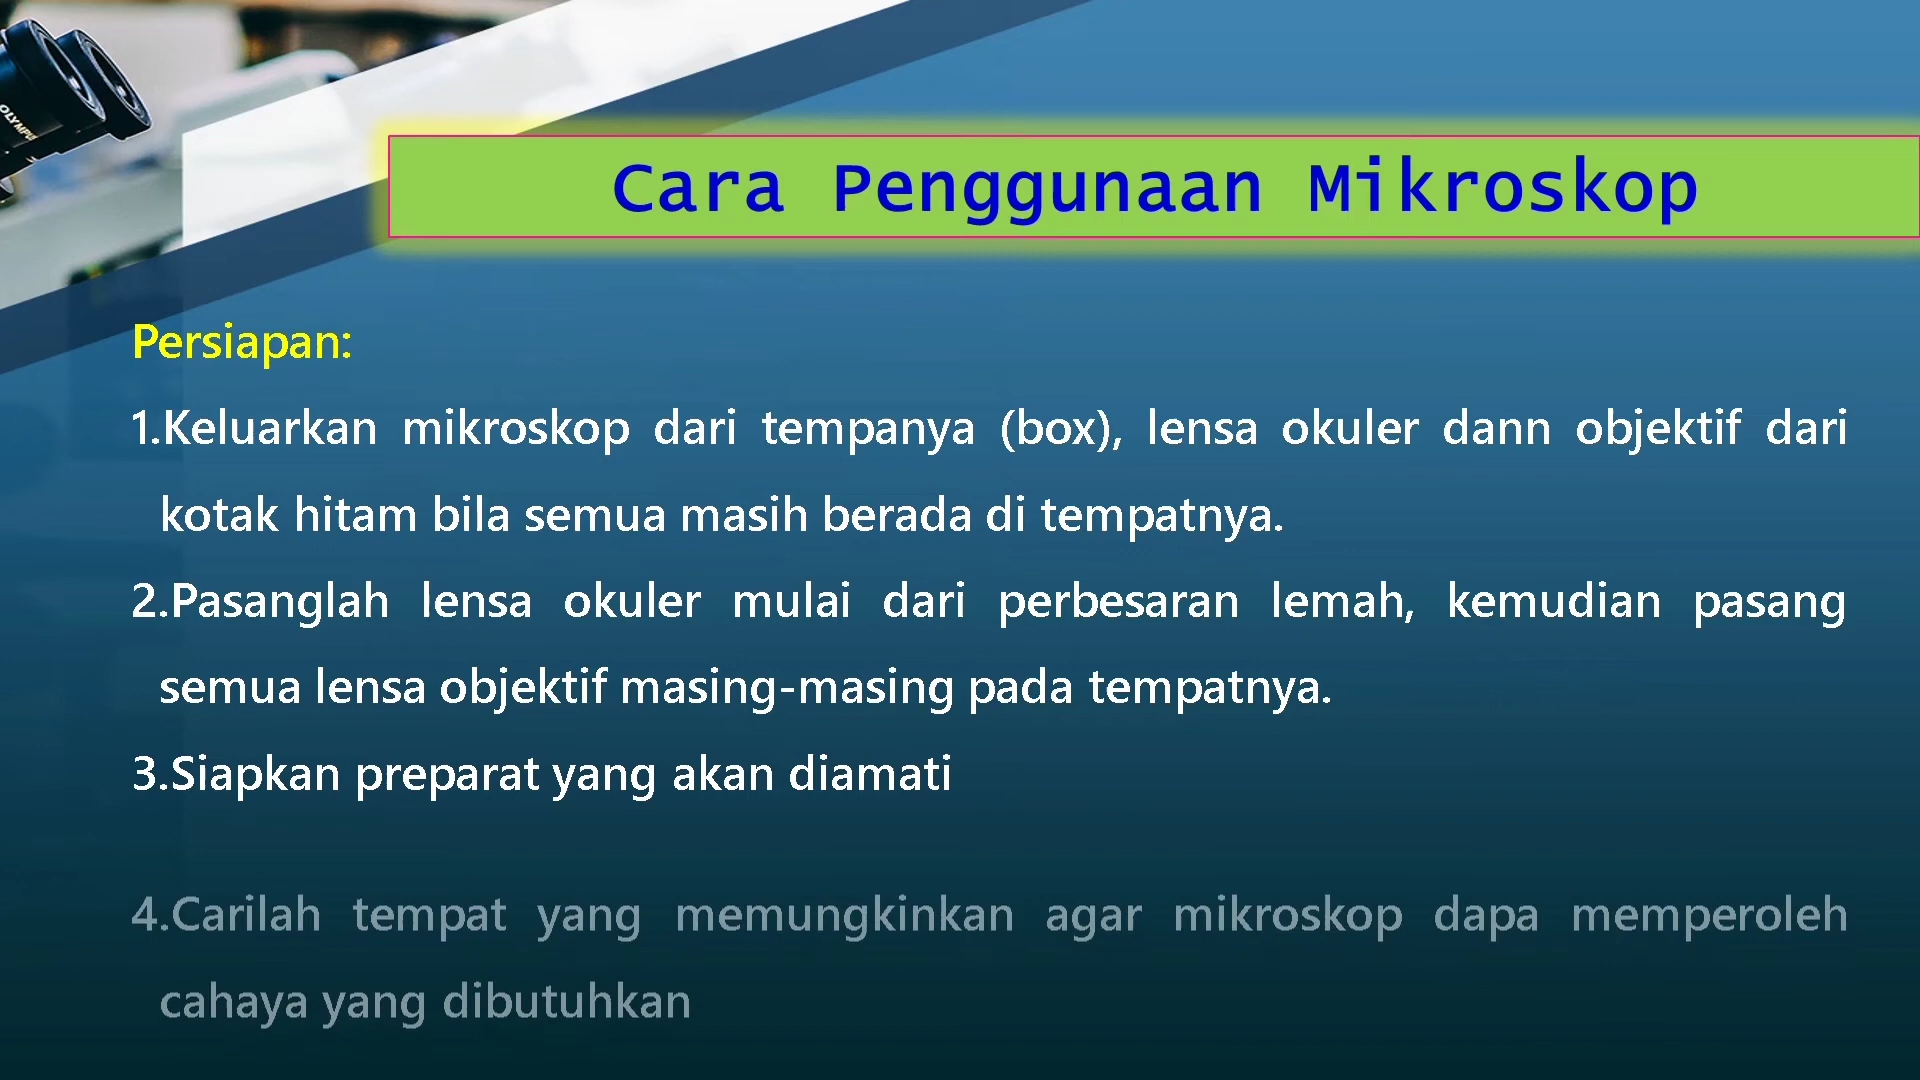 OLYMPUS
Cara Penggunaan Mikroskop
Persiapan:
1.Keluarkan mikroskop dari tempanya (box), lensa okuler dann objektif dari
kotak hitam bila semua masih berada di tempatnya.
2.Pasanglah lensa okuler mulai dari perbesaran lemah, kemudian pasang
semua lensa objektif masing-masing pada tempatnya.
3.Siapkan preparat yang akan diamati
4.Carilah tempat yang memungkinkan agar mikroskop dapa memperoleh
cahaya yang dibutuhkan